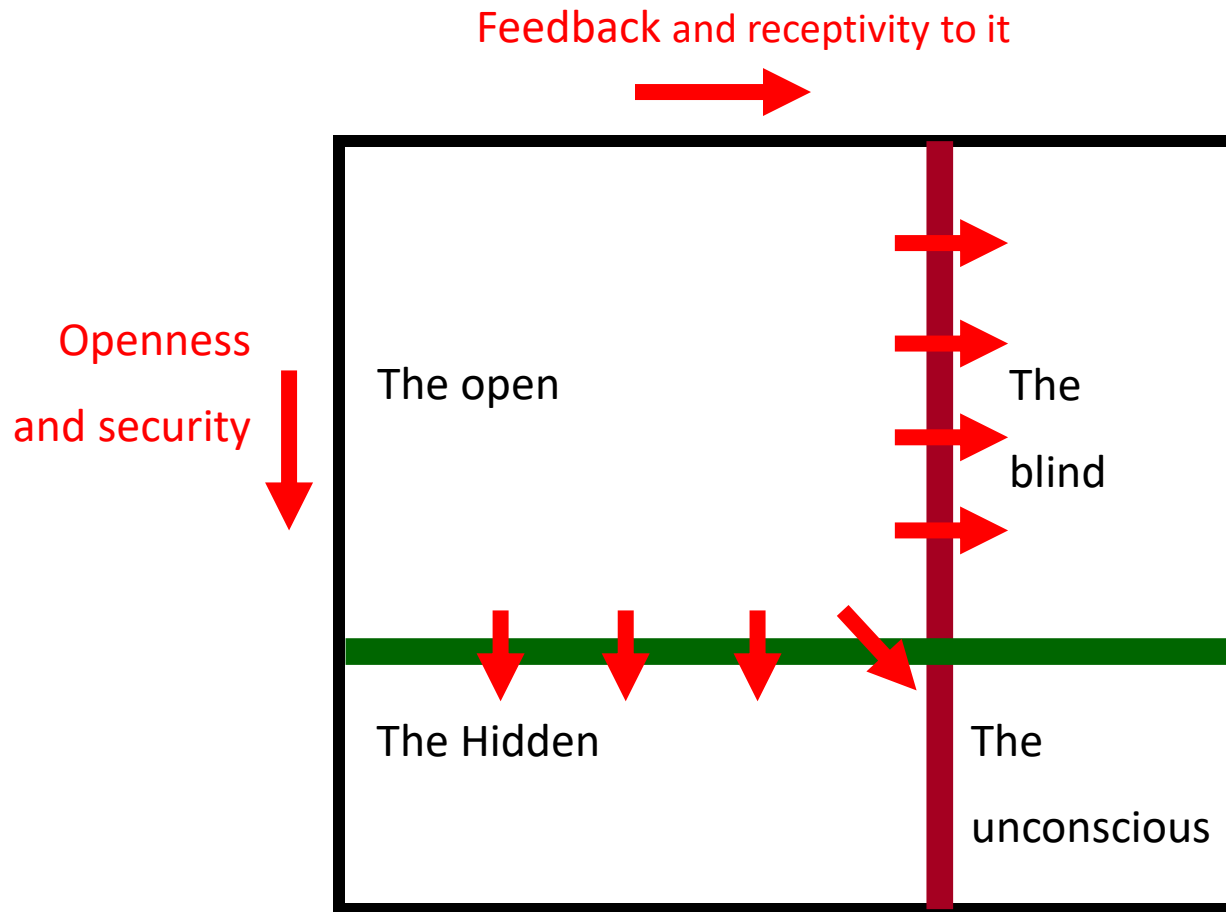 Feedback and receptivity to it
Openness
and security
The open
The
blind
The Hidden
The
unconscious